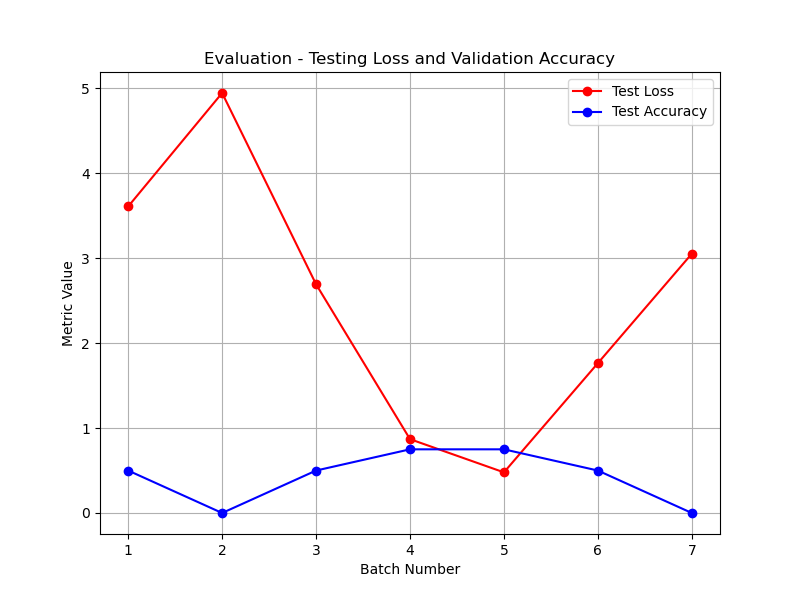 Evaluation - Testing Loss and Validation Accuracy
Test Loss
Test Accuracy
Metric Value
5
4
3
2
1
0
1 2 3 4 5 6 7
Batch Number